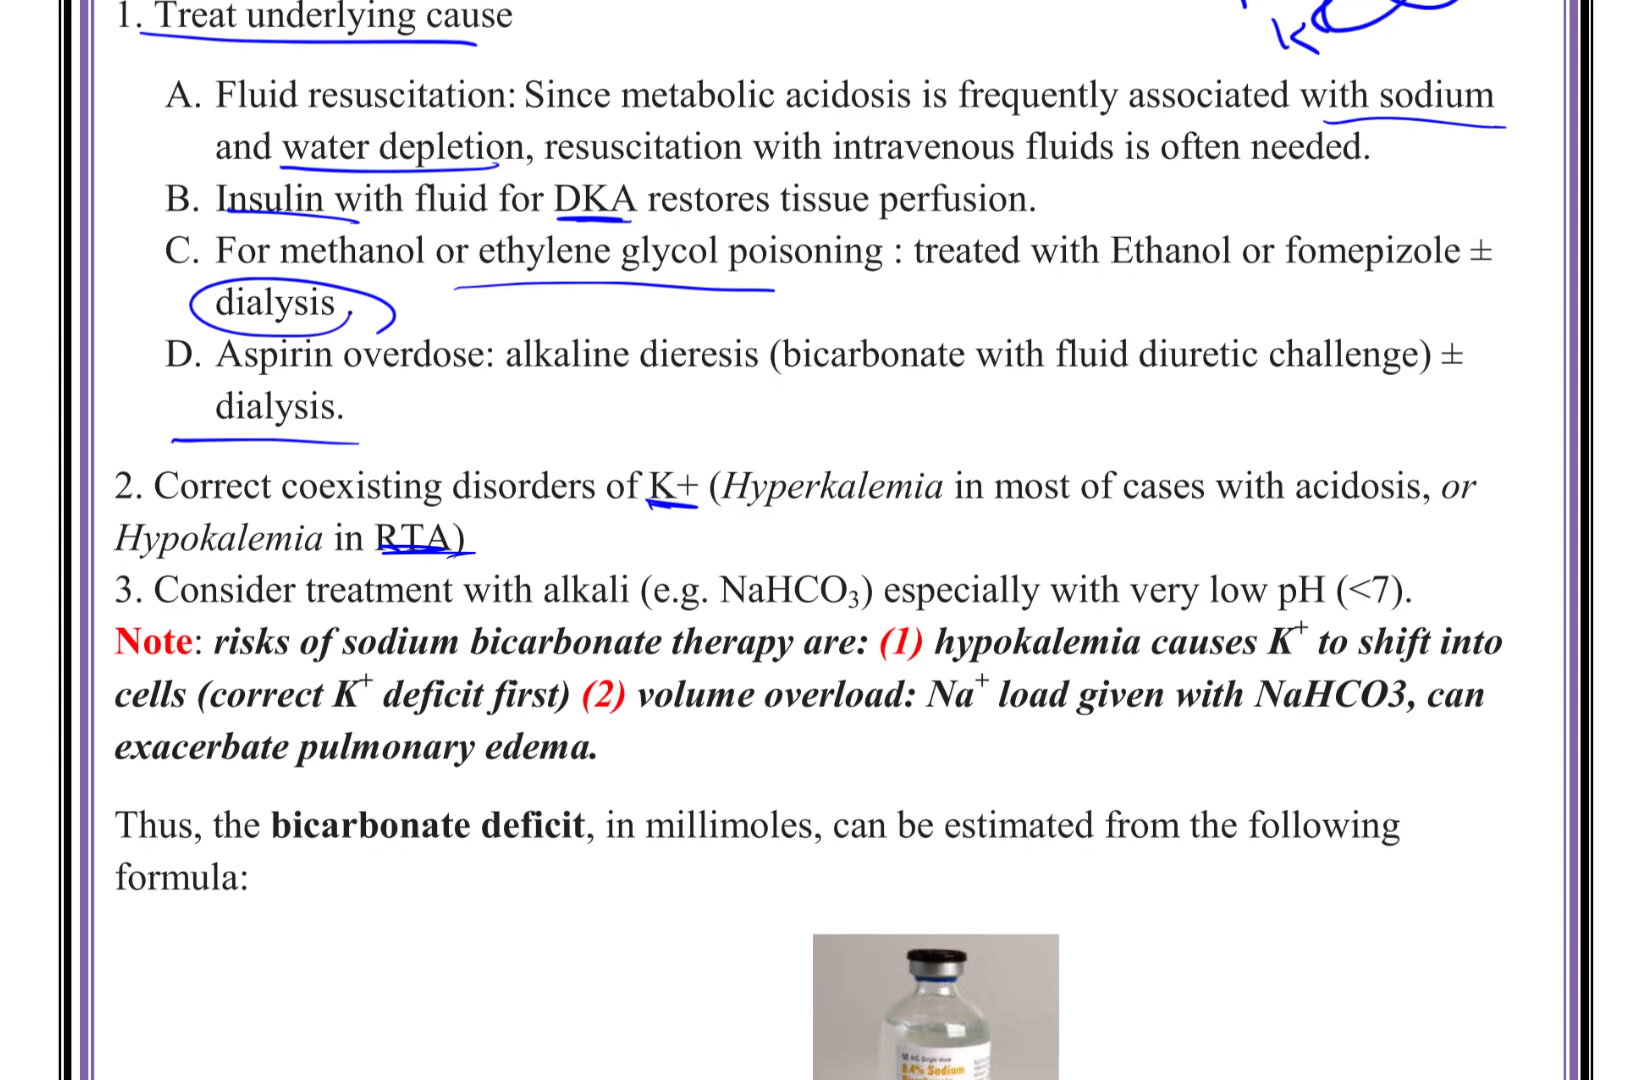 K
1. Treat underlying cause
A. Fluid resuscitation: Since metabolic acidosis is frequently associated with sodium
and water depletion, resuscitation with intravenous fluids is often needed.
B. Insulin with fluid for DKA restores tissue perfusion.
C. For methanol or ethylene glycol poisoning : treated with Ethanol or fomepizole ±
dialysis .
D. Aspirin overdose: alkaline dieresis (bicarbonate with fluid diuretic challenge) ±
dialysis.
2. Correct coexisting disorders of K+ (Hyperkalemia in most of cases with acidosis, or
Hypokalemia in RTA)
3. Consider treatment with alkali (e.g. NaHCO₃) especially with very low pH (<7).
Note: risks of sodium bicarbonate therapy are: (1) hypokalemia causes K⁺ to shift into
cells (correct K⁺ deficit first) (2) volume overload: Na⁺ load given with NaHCO3, can
exacerbate pulmonary edema.
Thus, the bicarbonate deficit, in millimoles, can be estimated from the following
formula:
8.4% Sodium